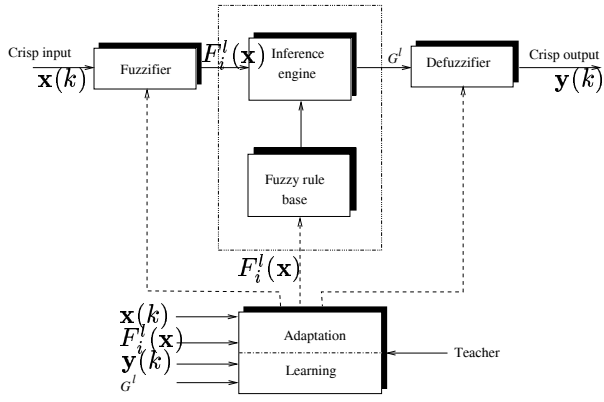 Crisp input
x(k)
Fuzzifier
F_i^l(x)
Inference
engine
G^l
Defuzzifier
Crisp output
y(k)
Fuzzy rule
base
F_i^l(x)
x(k)
F_i^l(x)
y(k)
G^l
Adaptation
Learning
Teacher